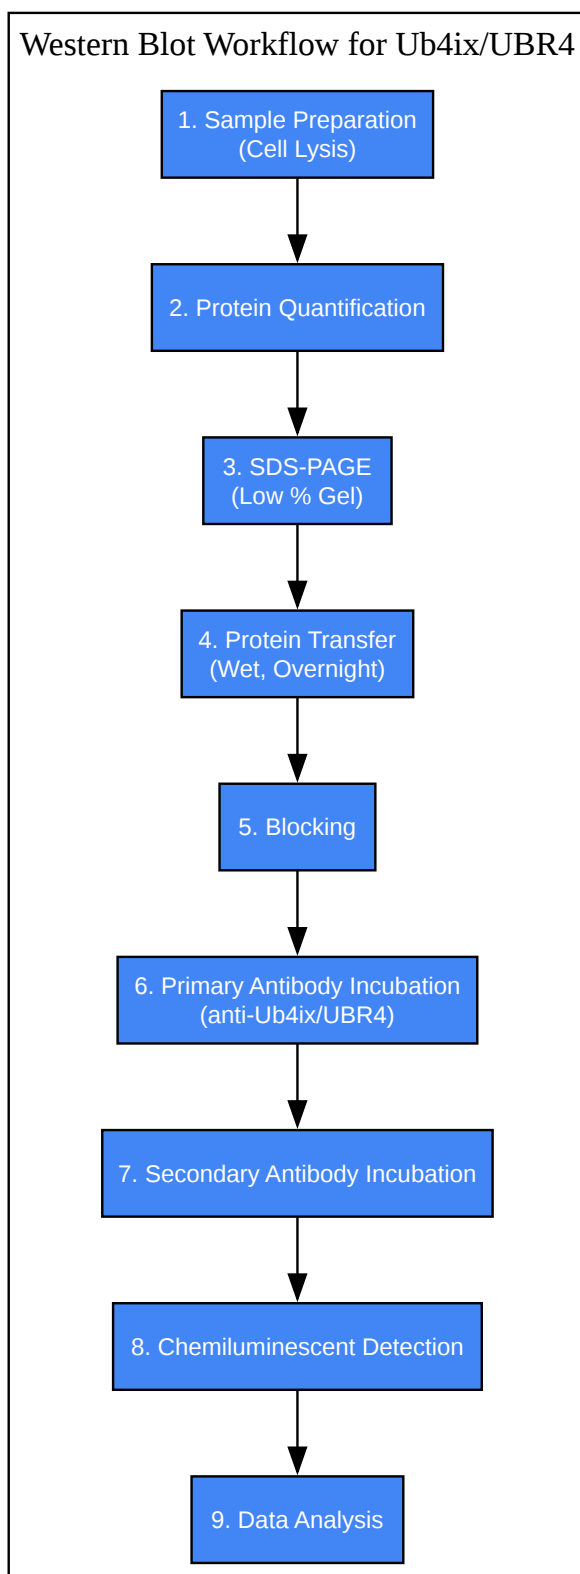 Western Blot Workflow for Ub4ix/UBR4
1. Sample Preparation
(Cell Lysis)
2. Protein Quantification
3. SDS-PAGE
(Low % Gel)
4. Protein Transfer
(Wet, Overnight)
5. Blocking
6. Primary Antibody Incubation
(anti-Ub4ix/UBR4)
7. Secondary Antibody Incubation
8. Chemiluminescent Detection
9. Data Analysis